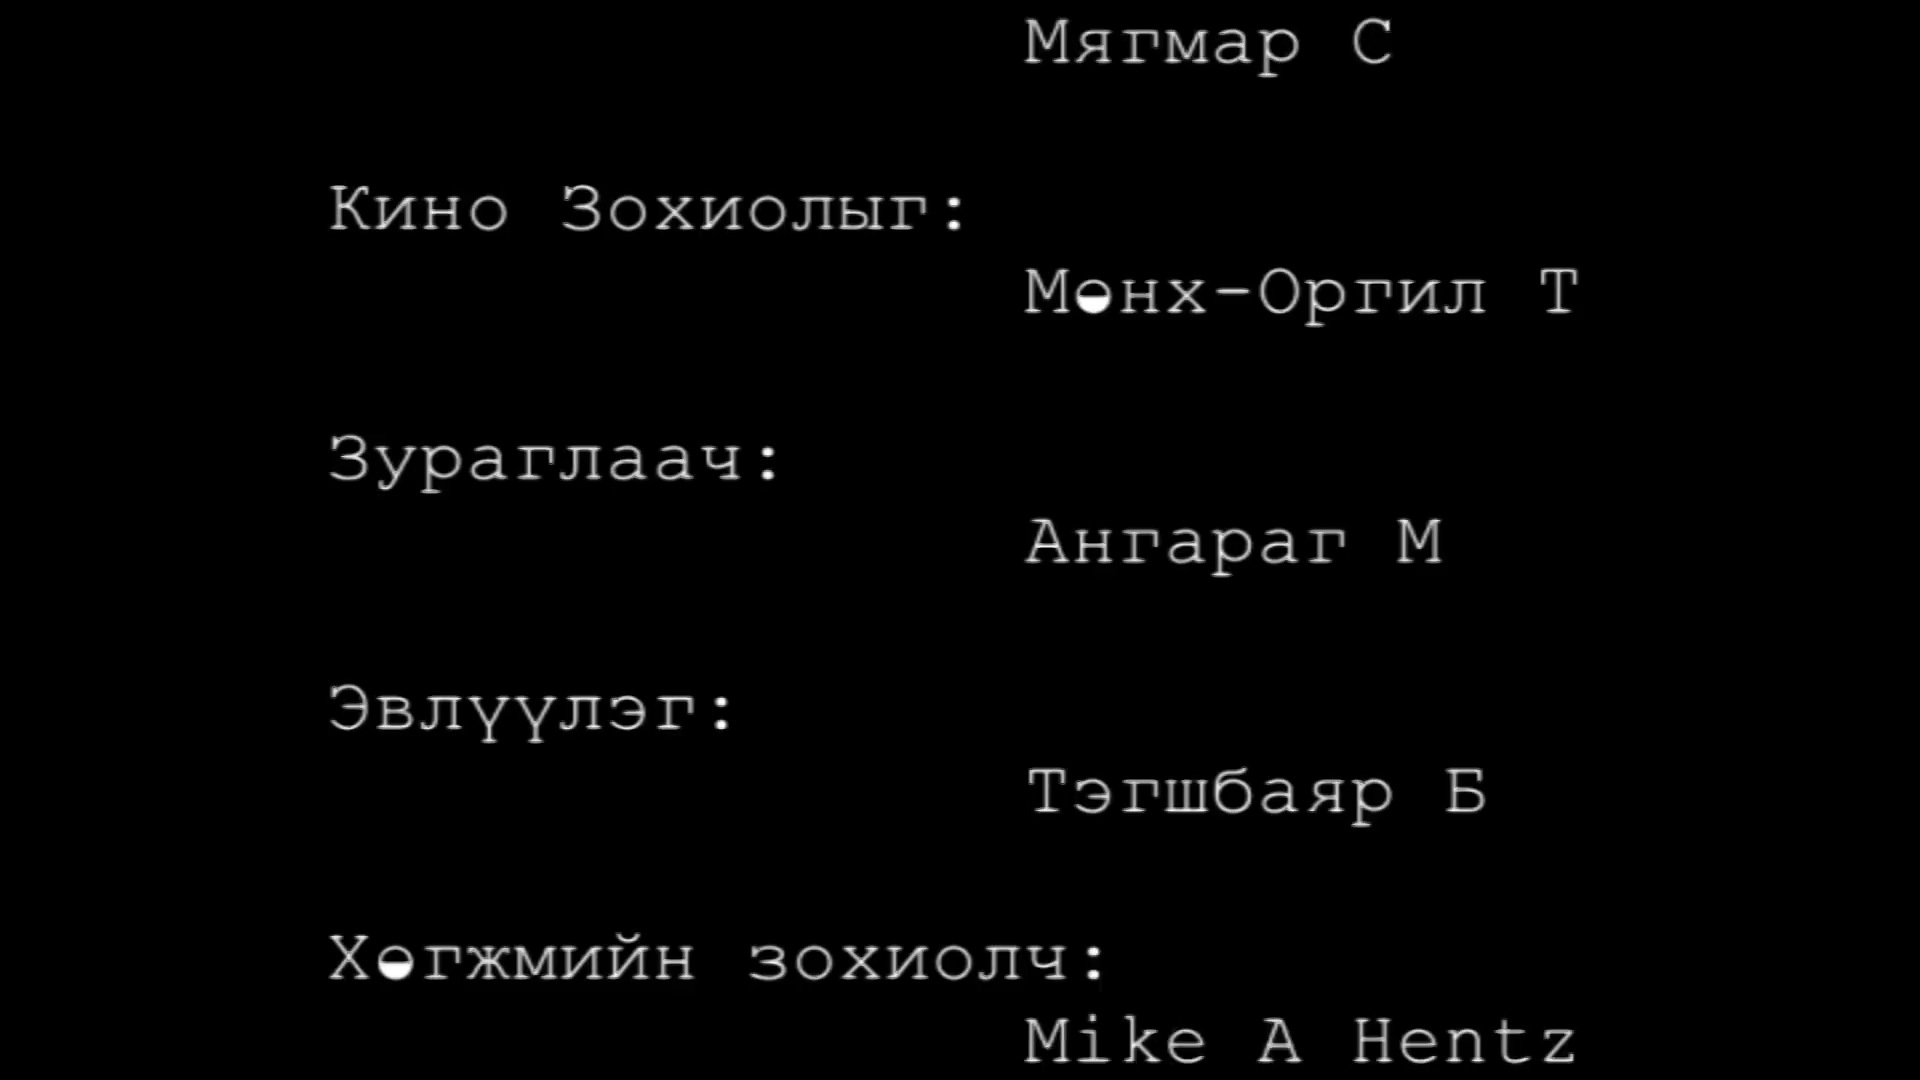 Мягмар С
Кино Зохиолыг:
Мөнх-Оргил Т
Зураглаач:
Ангараг М
Эвлүүлэг:
Тэгшбаяр Б
Хөгжмийн зохиолч:
Mike A Hentz